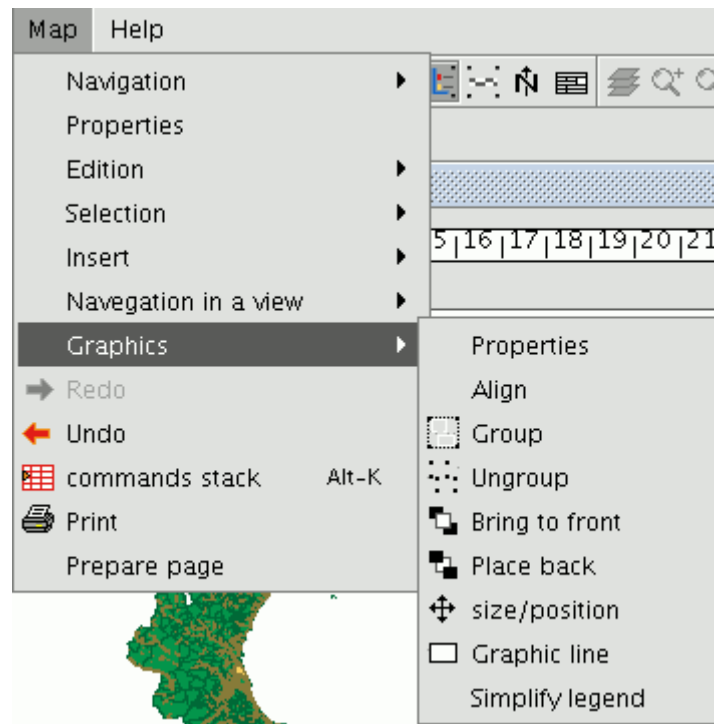 Map Help
Navigation
Properties
Edition
Selection
5 16 17 18 19 20 21
Insert
Navegation in a view
Graphics
Properties
Redo
Align
Undo
Group
commands stack Alt-K
Ungroup
Print
Bring to front
Prepare page
Place back
size/position
Graphic line
Simplify legend